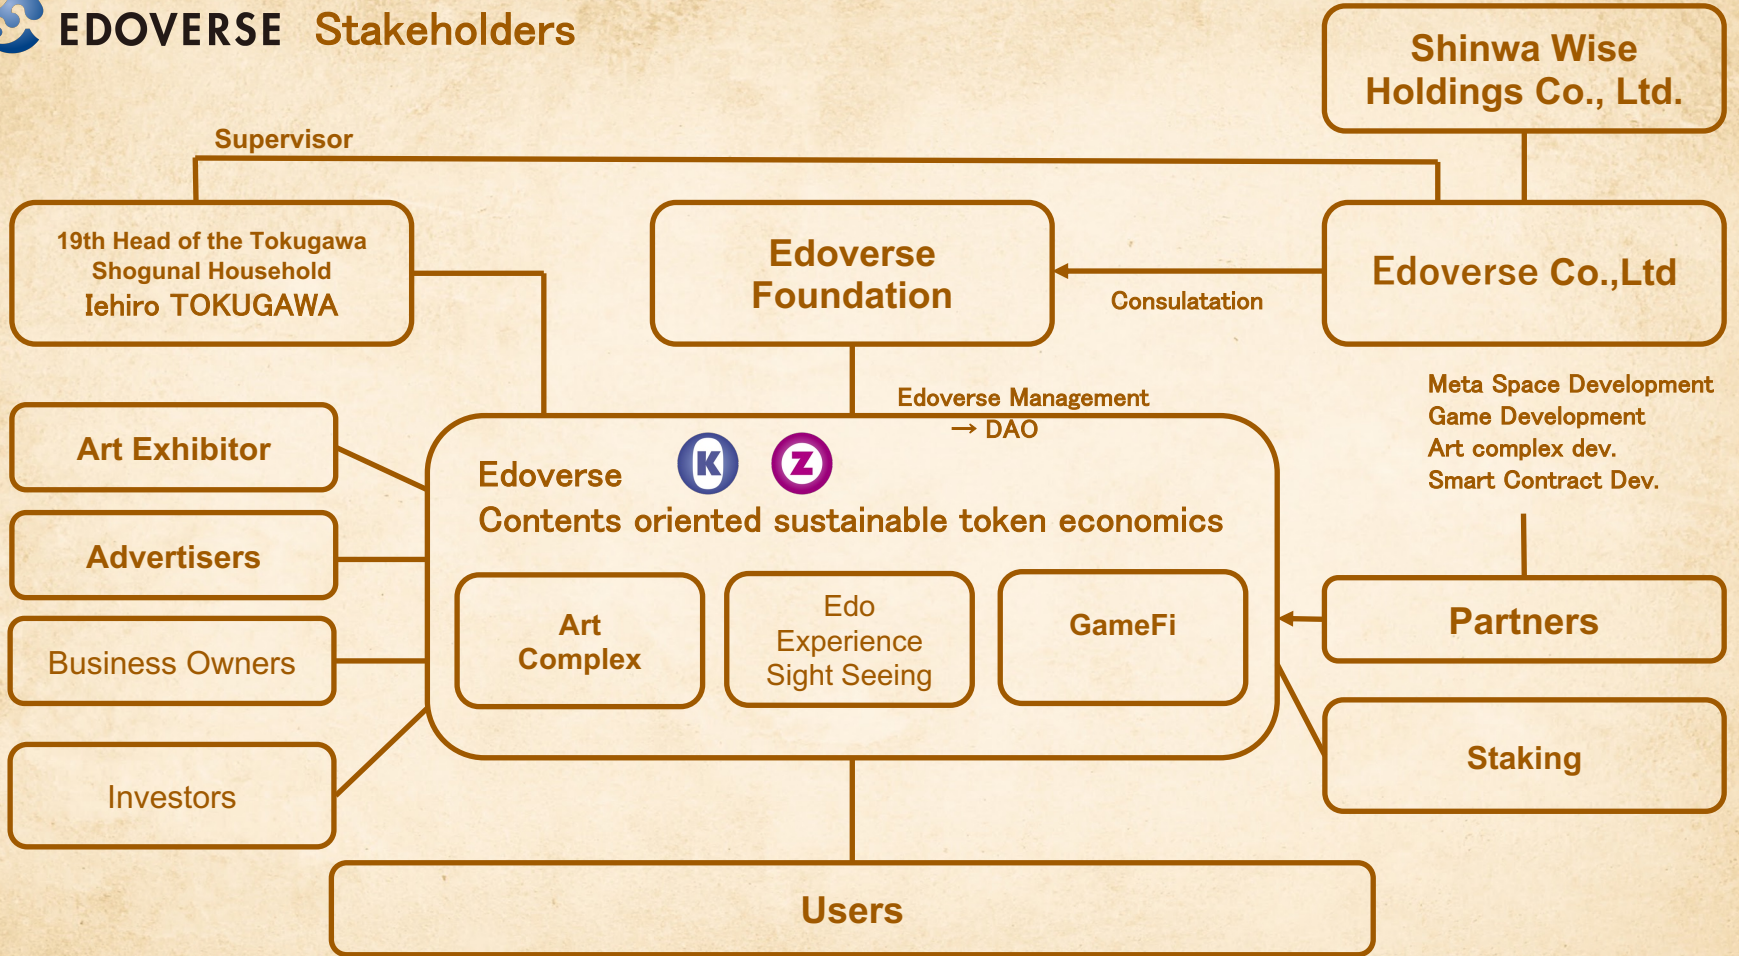 EDOVERSE Stakeholders
Shinwa Wise
Holdings Co., Ltd.
Supervisor
19th Head of the Tokugawa
Shogunal Household
Iehiro TOKUGAWA
Edoverse
Foundation
Consulatation
Edoverse Co.,Ltd
Edoverse Management
→ DAO
Meta Space Development
Game Development
Art complex dev.
Smart Contract Dev.
Art Exhibitor
Advertisers
Business Owners
Investors
Edoverse
K
Z
Contents oriented sustainable token economics
Art
Complex
Edo
Experience
Sight Seeing
GameFi
Partners
Staking
Users